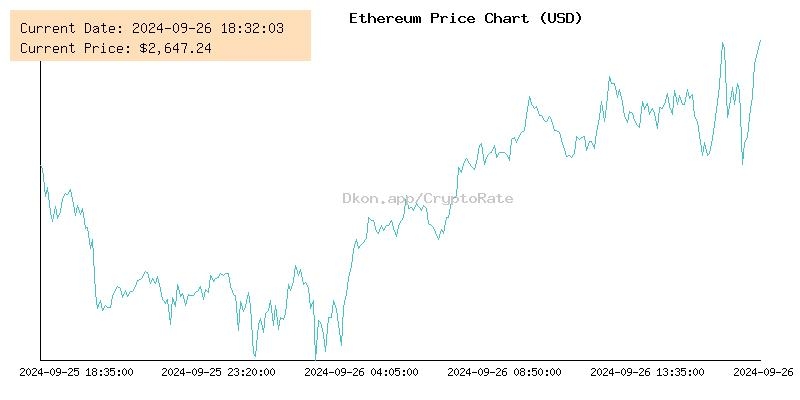 Ethereum Price Chart (USD)
Current Date: 2024-09-26 18:32:03
Current Price: $2,647.24
Dkon.app/CryptoRate
2024-09-25 18:35:00 2024-09-25 23:20:00 2024-09-26 04:05:00 2024-09-26 08:50:00 2024-09-26 13:35:00 2024-09-26